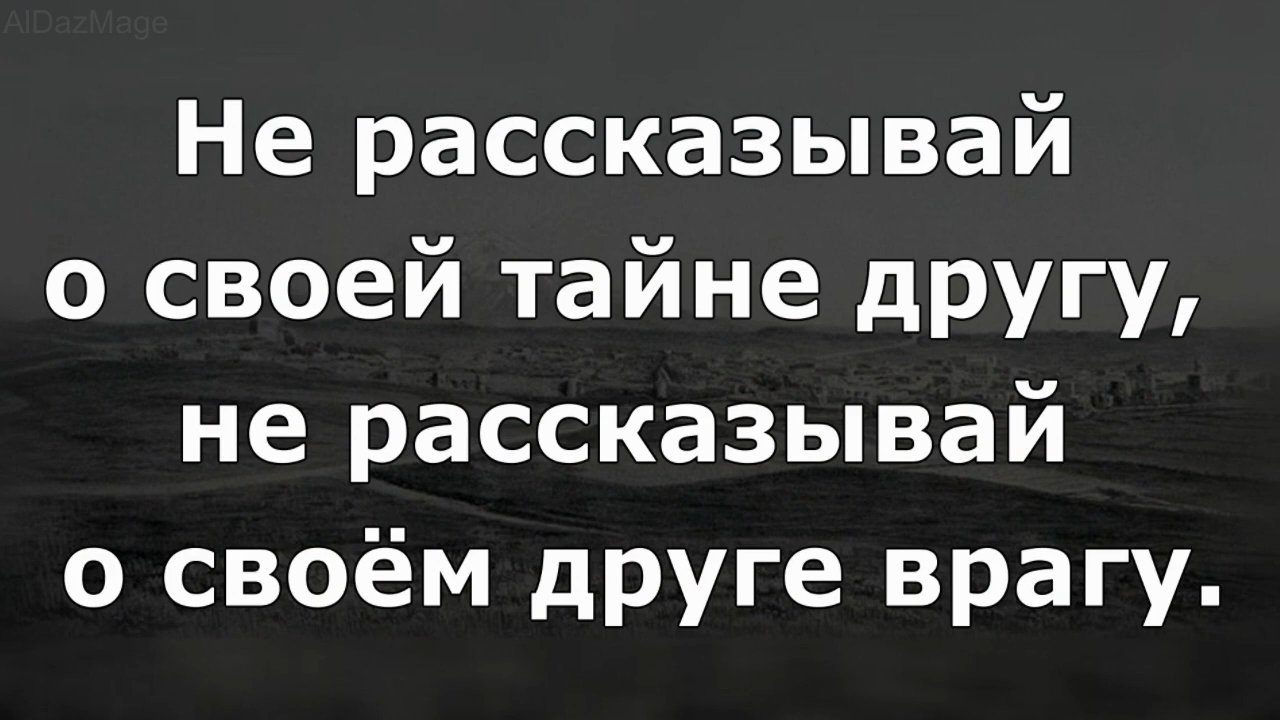 AlDazMage
Не рассказывай
о своей тайне другу,
не рассказывай
о своём друге врагу.